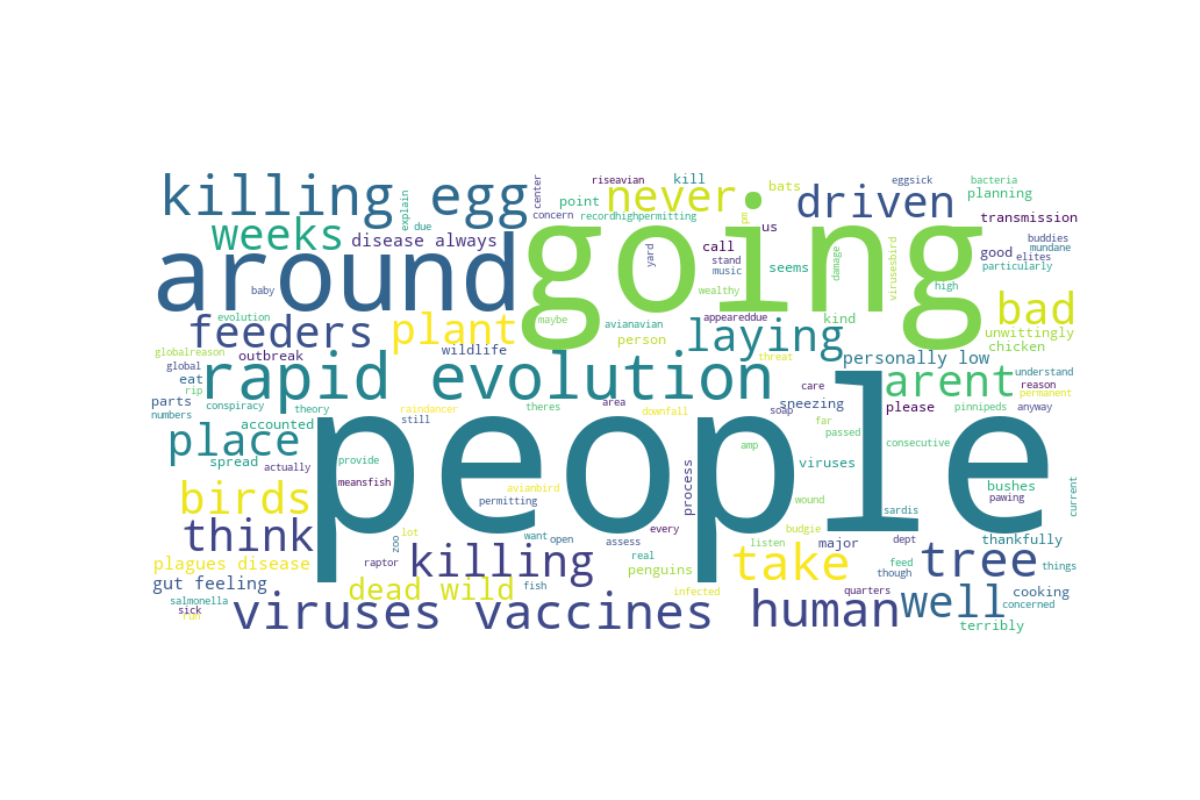 riseavian kill bats eggsick bacteria
killing egg explain center point never planning
driven
concern recordhighpermitting pm transmission
weeks due us buddies
disease always call good mundane
around going yard stand seems damage virusesbird elites
music particularly
baby wealthy high bad
evolution maybe appeareddue kind
feeders plant avianavian laying unwittingly
person chicken
globalreason outbreak wildlife threat personally low
global rapid evolution arent understand
eat care reason
rip permanent
parts conspiracy theory raindancer theres area sneezing please pinnipeds anyway
numbers still downfall soap
accounted far
place people passed
amp consecutive
spread provide viruses
actually
meansfish process bushes current
birds avianbird wound pawing
permitting sardis
think lot want open every budgie thankfully
zoo assess listen major dept
plagues disease raptor killing real take feed tree things
penguins though
gut feeling dead wild fish infected quarters cooking
salmonella well concerned
sick viruses vaccines human
run terribly